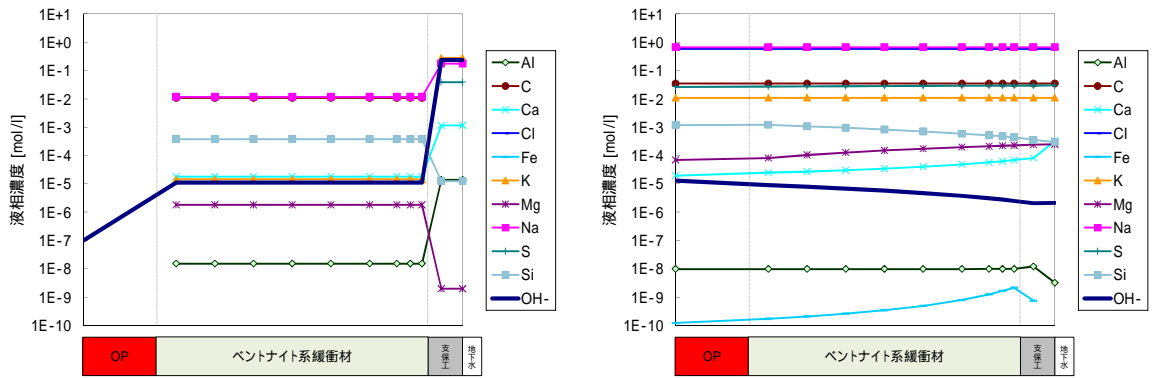 1E+1
1E+0
1E-1
1E-2
1E-3
1E-4
1E-5
1E-6
1E-7
1E-8
1E-9
1E-10
液相濃度 [mol/l]
Al
C
Ca
Cl
Fe
K
Mg
Na
S
Si
OH-
OP
ベントナイト系緩衝材
支保工
地下水
1E+1
1E+0
1E-1
1E-2
1E-3
1E-4
1E-5
1E-6
1E-7
1E-8
1E-9
1E-10
液相濃度 [mol/l]
Al
C
Ca
Cl
Fe
K
Mg
Na
S
Si
OH-
OP
ベントナイト系緩衝材
支保工
地下水